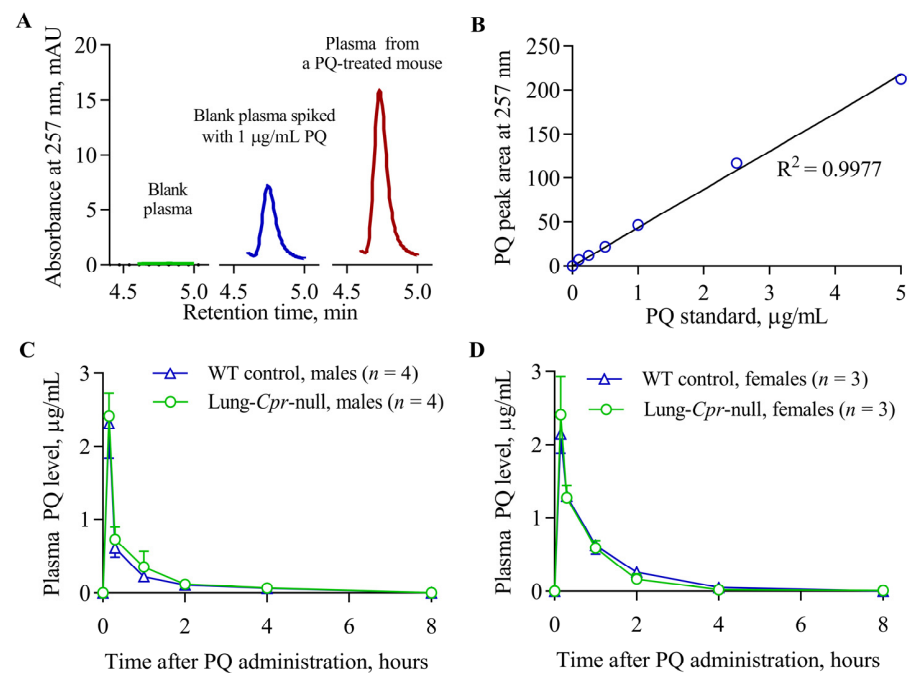 A
Absorbance at 257 nm, mAU
20
15
10
5
0
Blank
plasma
Blank plasma spiked
with 1 μg/mL PQ
Plasma from
a PQ-treated mouse
4.5 5.0 4.5 5.0 4.5 5.0
Retention time, min
B
PQ peak area at 257 nm
250
200
150
100
50
0
R² = 0.9977
0 1 2 3 4 5
PQ standard, μg/mL
C
Plasma PQ level, μg/mL
3
2
1
0
WT control, males (n = 4)
Lung-Cpr-null, males (n = 4)
0 2 4 6 8
Time after PQ administration, hours
D
Plasma PQ level, μg/mL
3
2
1
0
WT control, females (n = 3)
Lung-Cpr-null, females (n = 3)
0 2 4 6 8
Time after PQ administration, hours